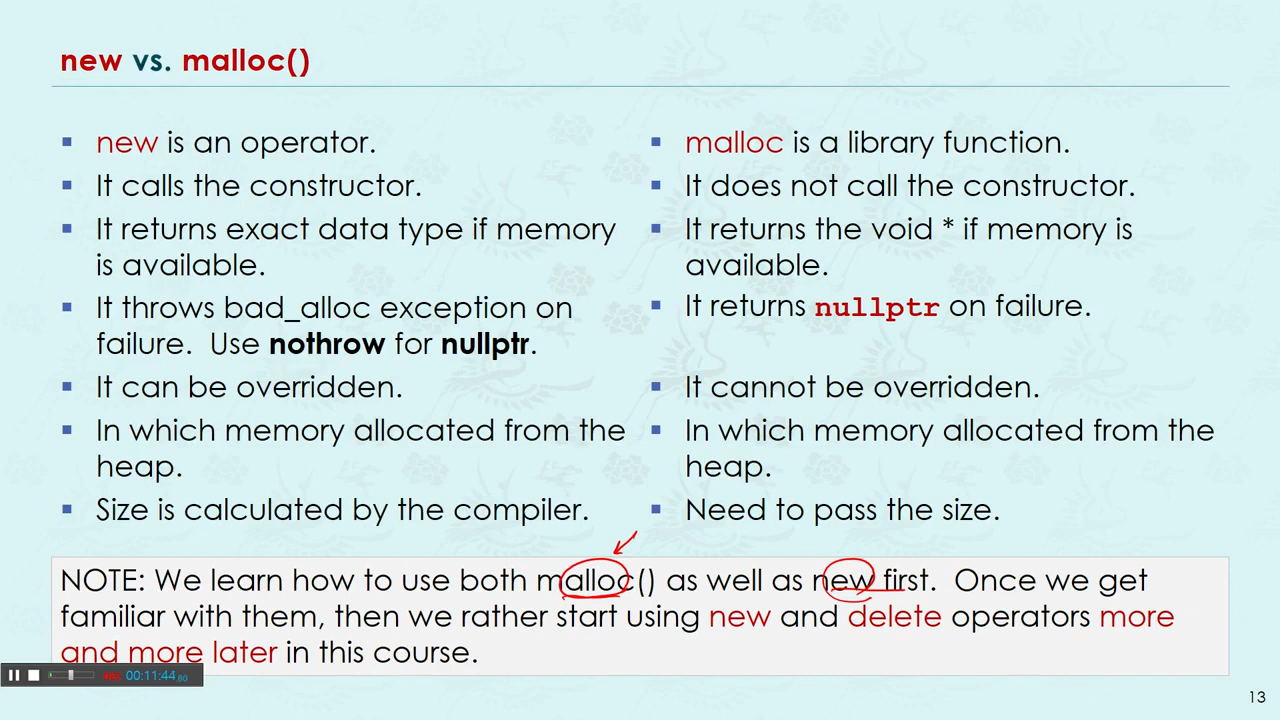 new vs. malloc()
▪ new is an operator.
▪ It calls the constructor.
▪ It returns exact data type if memory
is available.
▪ It throws bad_alloc exception on
failure. Use nothrow for nullptr.
▪ It can be overridden.
▪ In which memory allocated from the
heap.
▪ Size is calculated by the compiler.
▪ malloc is a library function.
▪ It does not call the constructor.
▪ It returns the void * if memory is
available.
▪ It returns nullptr on failure.
▪ It cannot be overridden.
▪ In which memory allocated from the
heap.
▪ Need to pass the size.
NOTE: We learn how to use both malloc() as well as new first. Once we get
familiar with them, then we rather start using new and delete operators more
and more later in this course.
00:11:44.80
13